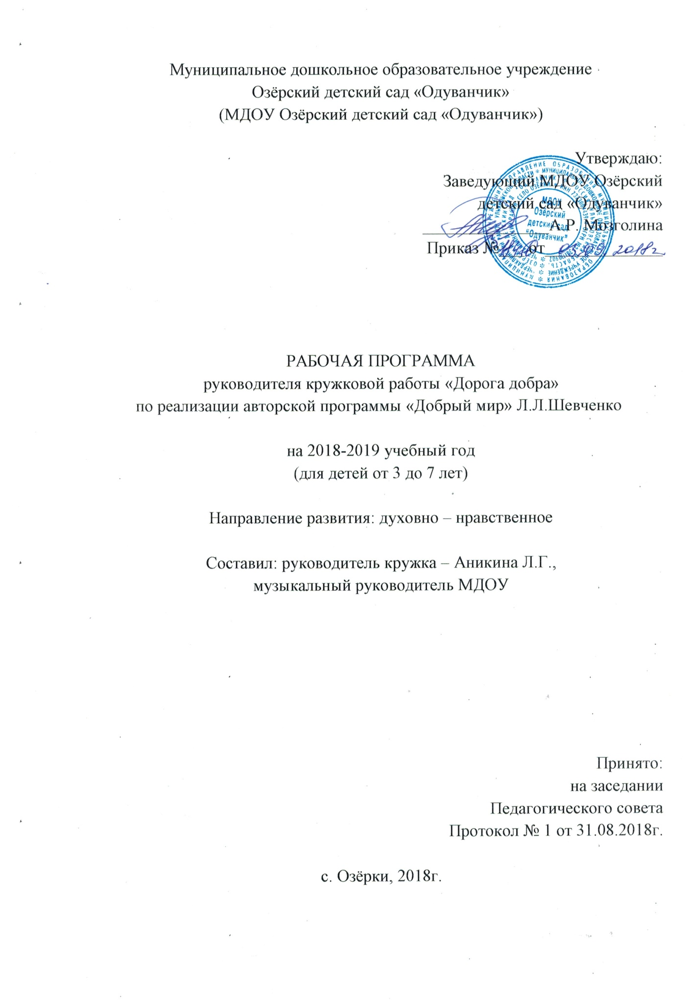 Муниципальное дошкольное образовательное учреждение
Озёрский детский сад «Одуванчик»
(МДОУ Озёрский детский сад «Одуванчик»)
Утверждаю:
Заведующий МДОУ Озёрский
детский сад «Одуванчик»
А.Р. Мозголина
Приказ № от 2018г
МДОУ
Озёрский
детский сад
"Одуванчик"
РАБОЧАЯ ПРОГРАММА
руководителя кружковой работы «Дорога добра»
по реализации авторской программы «Добрый мир» Л.Л.Шевченко
на 2018-2019 учебный год
(для детей от 3 до 7 лет)
Направление развития: духовно – нравственное
Составил: руководитель кружка – Аникина Л.Г.,
музыкальный руководитель МДОУ
Принято:
на заседании
Педагогического совета
Протокол № 1 от 31.08.2018г.
с. Озёрки, 2018г.